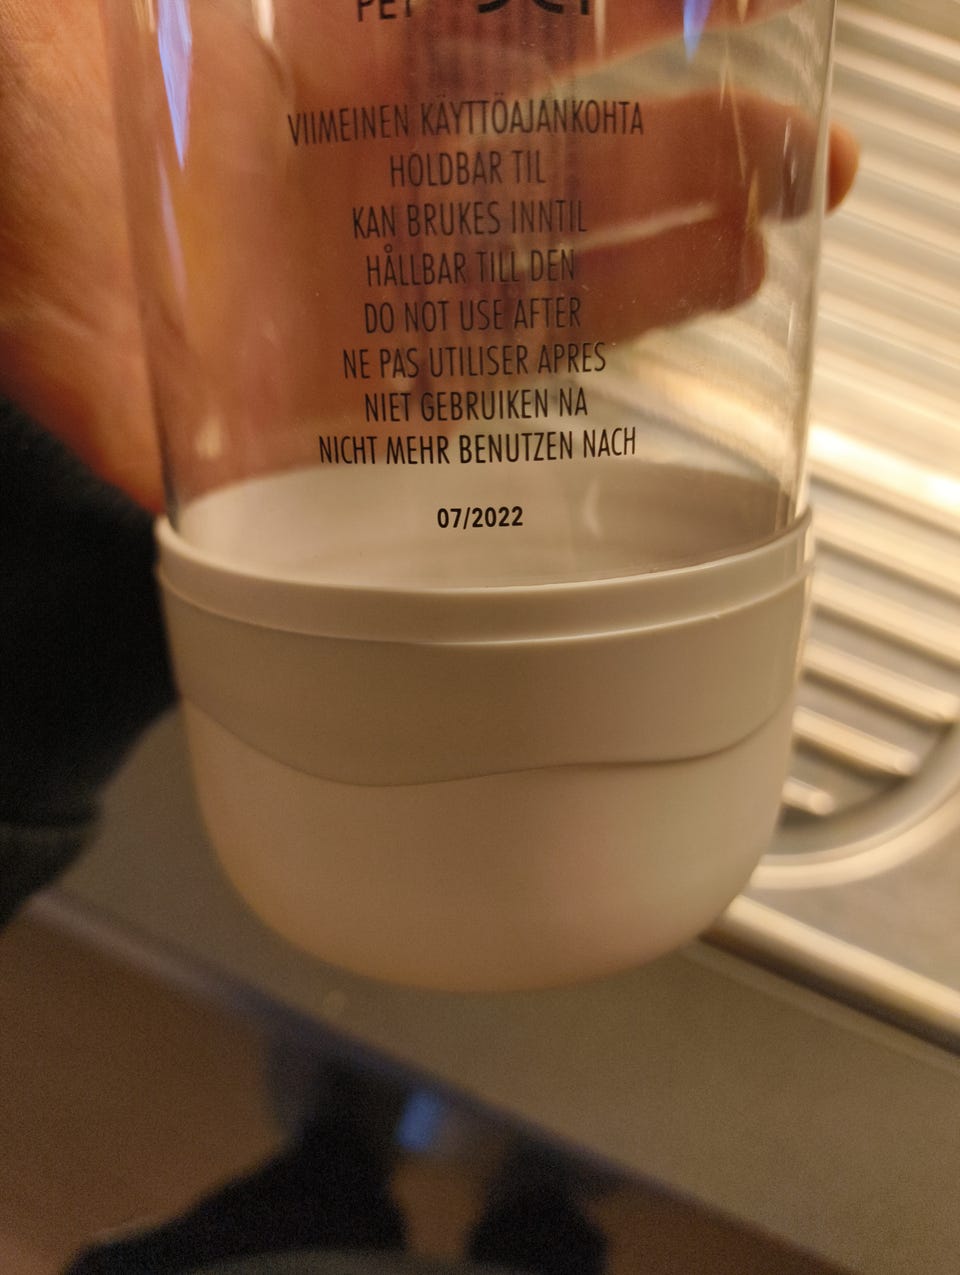 PET
VIIMEINEN KÄYTTÖAJANKOHTA
HOLDBAR TIL
KAN BRUKES INNTIL
HÅLLBAR TILL DEN
DO NOT USE AFTER
NE PAS UTILISER APRES
NIET GEBRUIKEN NA
NICHT MEHR BENUTZEN NACH
07/2022